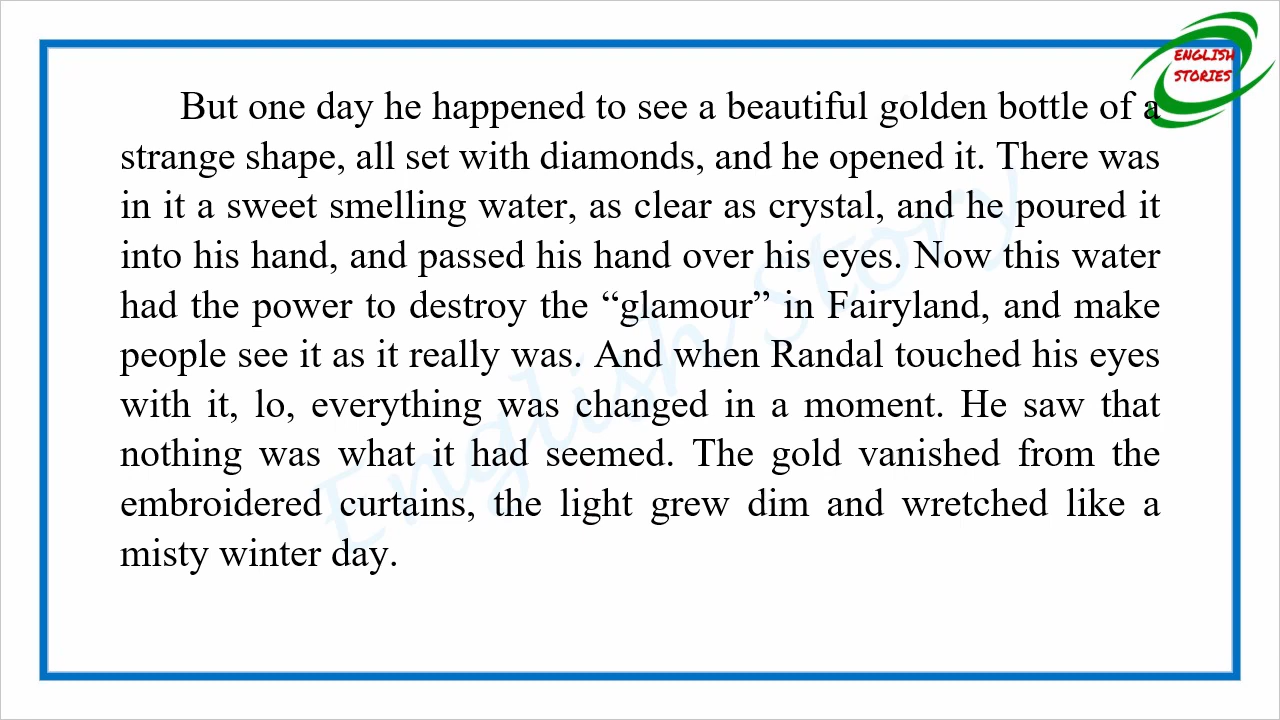 ENGLISH
STORIES
But one day he happened to see a beautiful golden bottle of a
strange shape, all set with diamonds, and he opened it. There was
in it a sweet smelling water, as clear as crystal, and he poured it
into his hand, and passed his hand over his eyes. Now this water
had the power to destroy the “glamour” in Fairyland, and make
people see it as it really was. And when Randal touched his eyes
with it, lo, everything was changed in a moment. He saw that
nothing was what it had seemed. The gold vanished from the
embroidered curtains, the light grew dim and wretched like a
misty winter day.
English Story